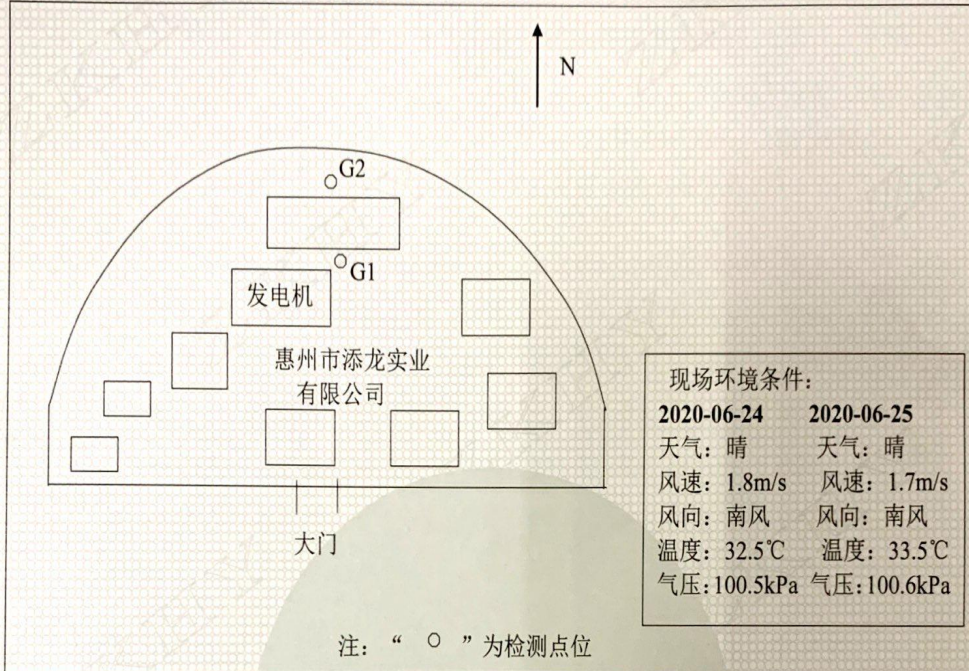 N
G2
G1
发电机
惠州市添龙实业
有限公司
大门
现场环境条件：
2020-06-24 2020-06-25
天气：晴 天气：晴
风速：1.8m/s 风速：1.7m/s
风向：南风 风向：南风
温度：32.5℃ 温度：33.5℃
气压：100.5kPa 气压：100.6kPa
注：“ ○ ”为检测点位